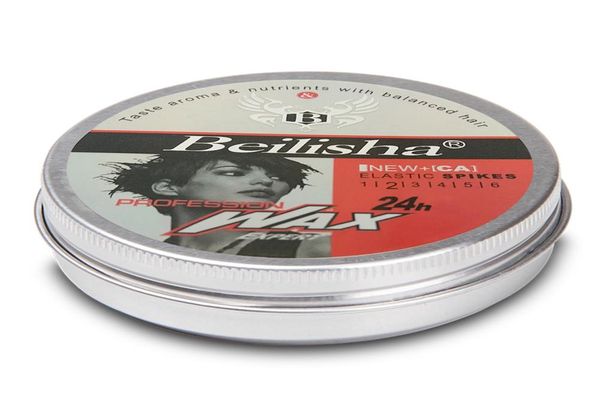 Taste aroma & nutrients with balanced hair
B
Beilisha®
NEW+[CA]
ELASTIC SPIKES
1|2|3|4|5|6
24h
PROFESSION
WAX
EXPERT